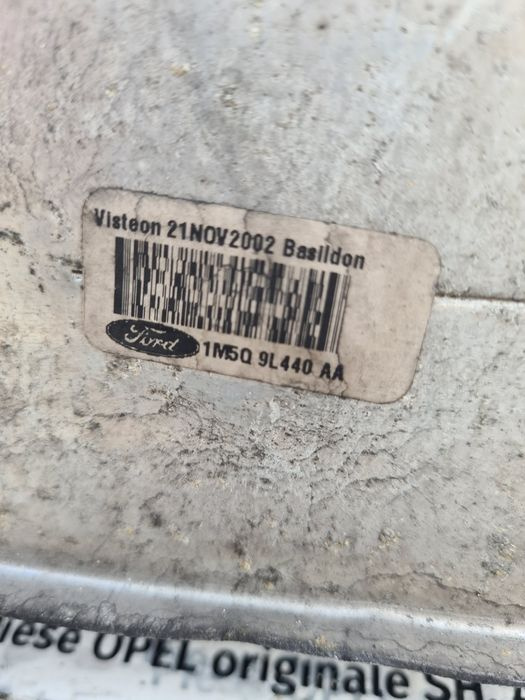 Visteon 21NOV2002 Basildon
Ford
1M5Q 9L440 AA
OPEL originale